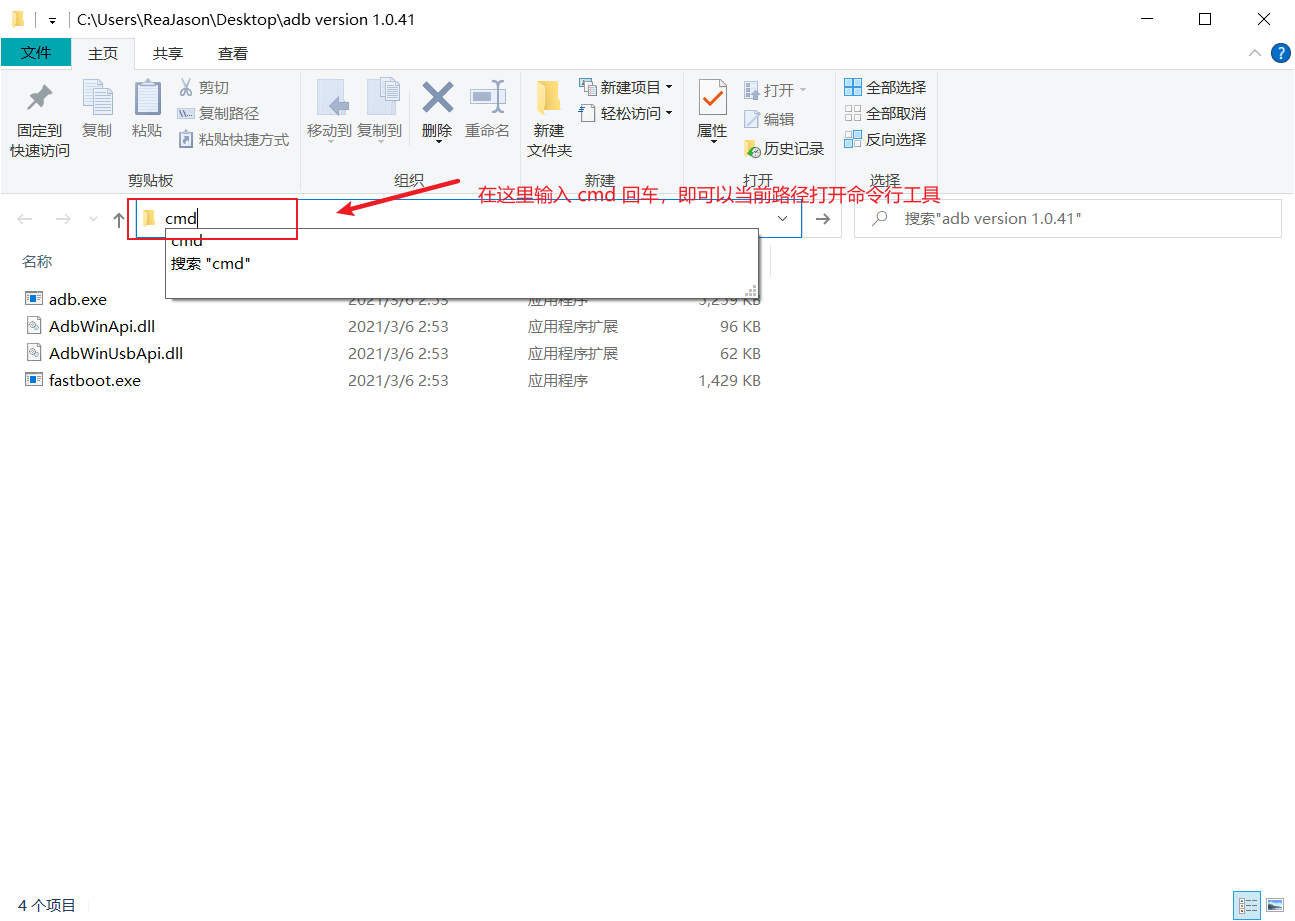 C:\Users\ReaJason\Desktop\adb version 1.0.41
文件 主页 共享 查看
固定到
快速访问
复制
粘贴
剪切
复制路径
粘贴快捷方式
剪贴板
移动到
复制到
删除
重命名
组织
新建
文件夹
新建项目
轻松访问
新建
属性
打开
编辑
历史记录
打开
全部选择
全部取消
反向选择
选择
在这里输入 cmd 回车，即可以当前路径打开命令行工具
cmd
搜索"adb version 1.0.41"
cmd
搜索 "cmd"
名称
adb.exe 2021/3/6 2:53 应用程序 5,259 KB
AdbWinApi.dll 2021/3/6 2:53 应用程序扩展 96 KB
AdbWinUsbApi.dll 2021/3/6 2:53 应用程序扩展 62 KB
fastboot.exe 2021/3/6 2:53 应用程序 1,429 KB
4 个项目